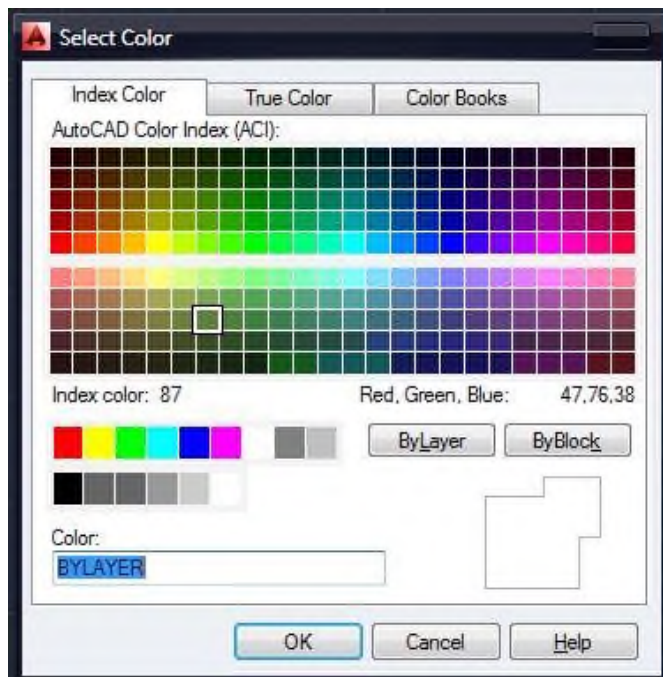 Select Color
Index Color True Color Color Books
AutoCAD Color Index (ACI):
Index color: 87 Red, Green, Blue: 47,76,38
ByLayer ByBlock
Color:
BYLAYER
OK Cancel Help